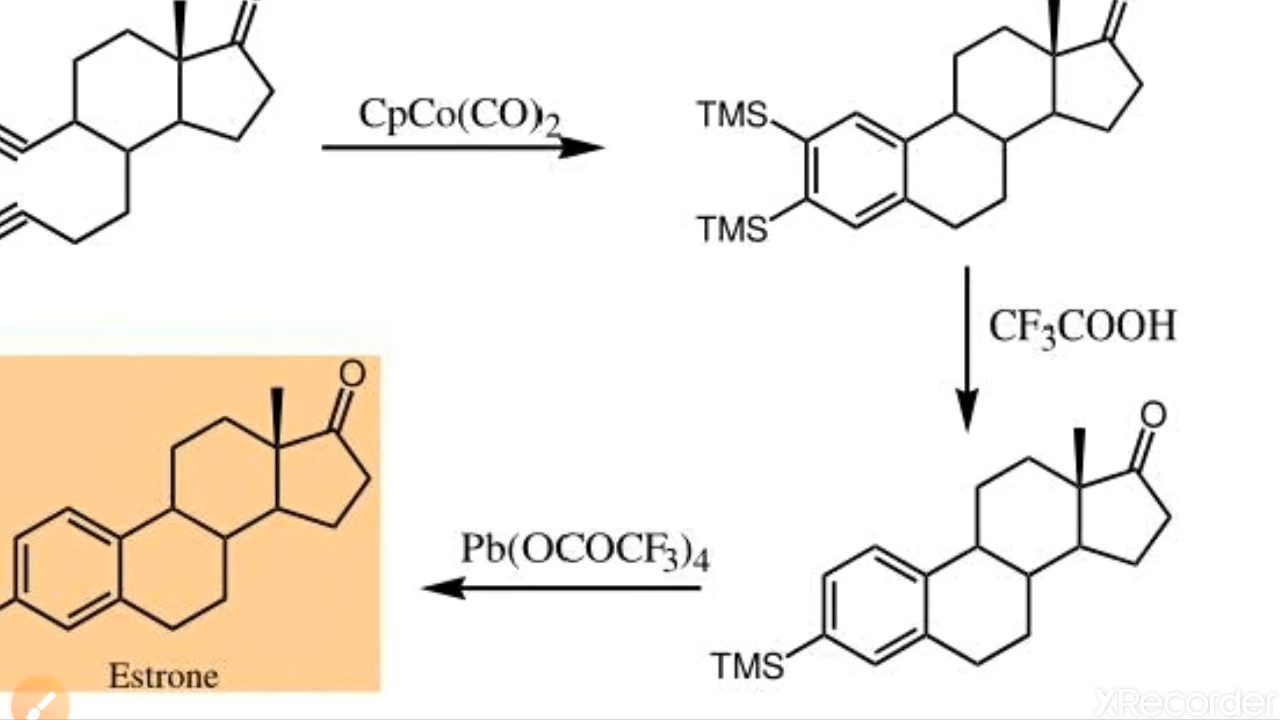 CpCo(CO)2
TMS
TMS
CF3COOH
O
O
Pb(OCOCF3)4
TMS
Estrone
XRecorder